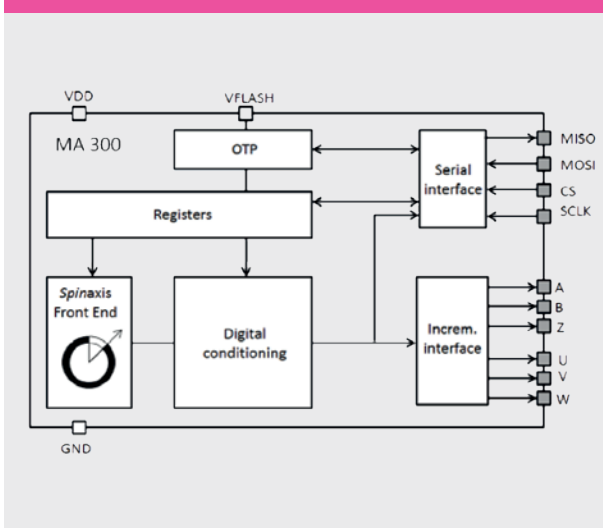 VDD
VFLASH
MA 300
OTP
MISO
MOSI
Serial
interface
CS
SCLK
Registers
Spinaxis
Front End
Digital
conditioning
Increm.
interface
A
B
Z
U
V
W
GND